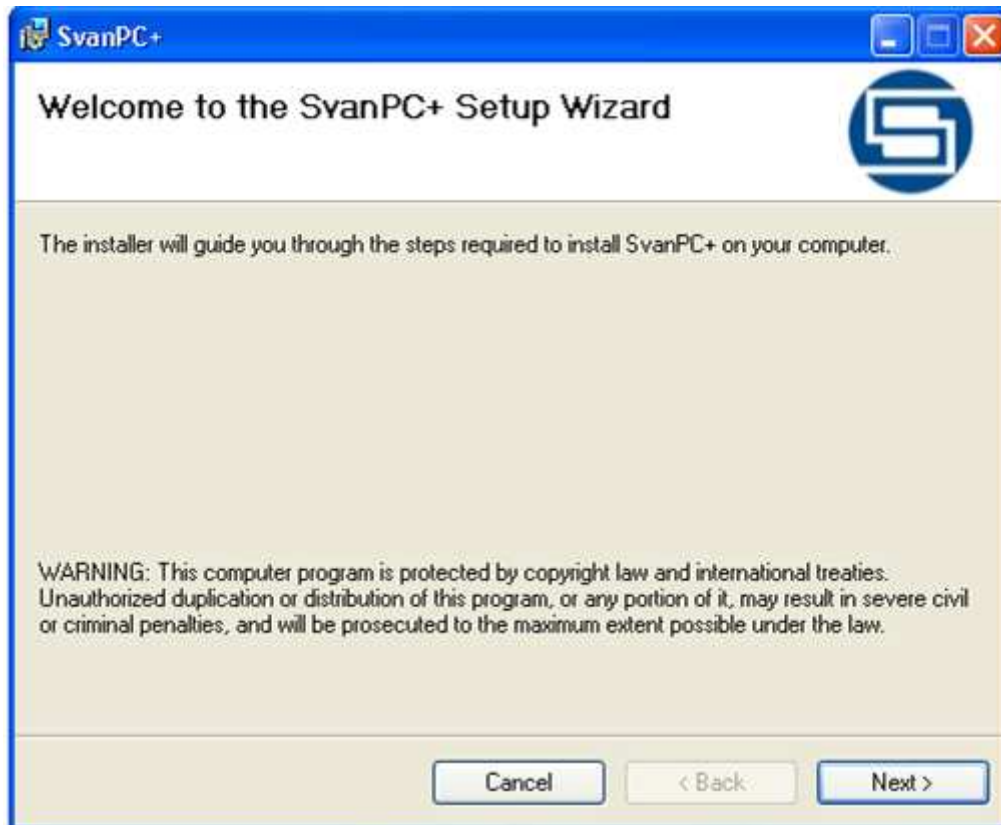 SvanPC+
Welcome to the SvanPC+ Setup Wizard
The installer will guide you through the steps required to install SvanPC+ on your computer.
WARNING: This computer program is protected by copyright law and international treaties.
Unauthorized duplication or distribution of this program, or any portion of it, may result in severe civil
or criminal penalties, and will be prosecuted to the maximum extent possible under the law.
Cancel
< Back
Next >